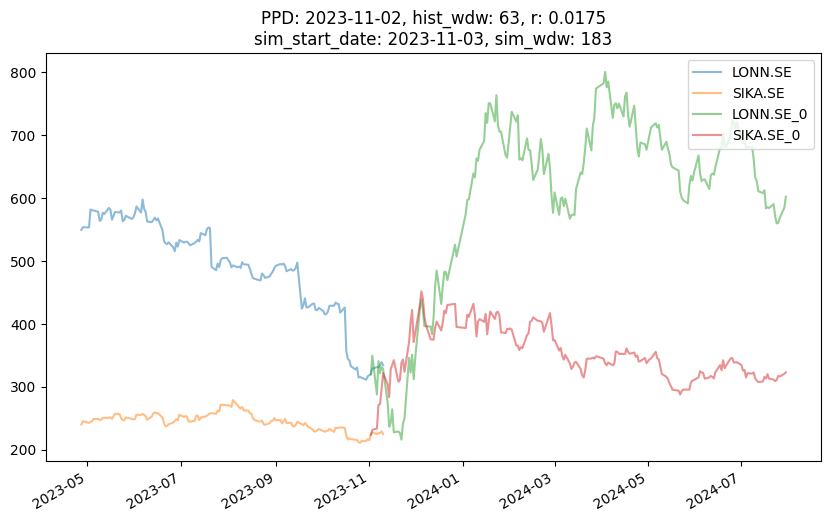 PPD: 2023-11-02, hist_wdw: 63, r: 0.0175
sim_start_date: 2023-11-03, sim_wdw: 183
LONN.SE
SIKA.SE
LONN.SE_0
SIKA.SE_0
800
700
600
500
400
300
200
2023-05
2023-07
2023-09
2023-11
2024-01
2024-03
2024-05
2024-07